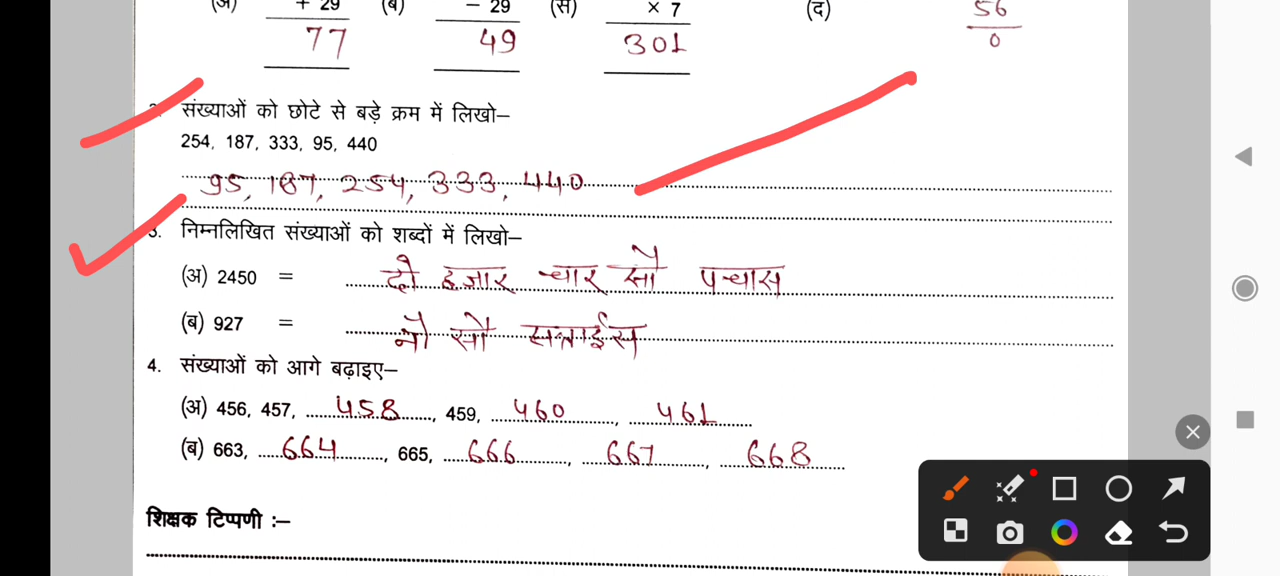 (अ) + 29 (ब) − 29 (स) × 7 (द) 56
77 49 301 0
संख्याओं को छोटे से बड़े क्रम में लिखो–
254, 187, 333, 95, 440
95, 187, 254, 333, 440
3. निम्नलिखित संख्याओं को शब्दों में लिखो–
(अ) 2450 = दो हजार चार सौ पचास
(ब) 927 = नौ सौ सत्ताईस
4. संख्याओं को आगे बढ़ाइए–
(अ) 456, 457, 458, 459, 460, 461
(ब) 663, 664, 665, 666, 667, 668
शिक्षक टिप्पणी :–